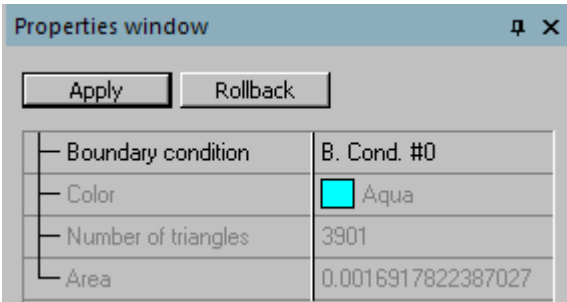 Properties window
Apply Rollback
Boundary condition B. Cond. #0
Color Aqua
Number of triangles 3901
Area 0.0016917822387027